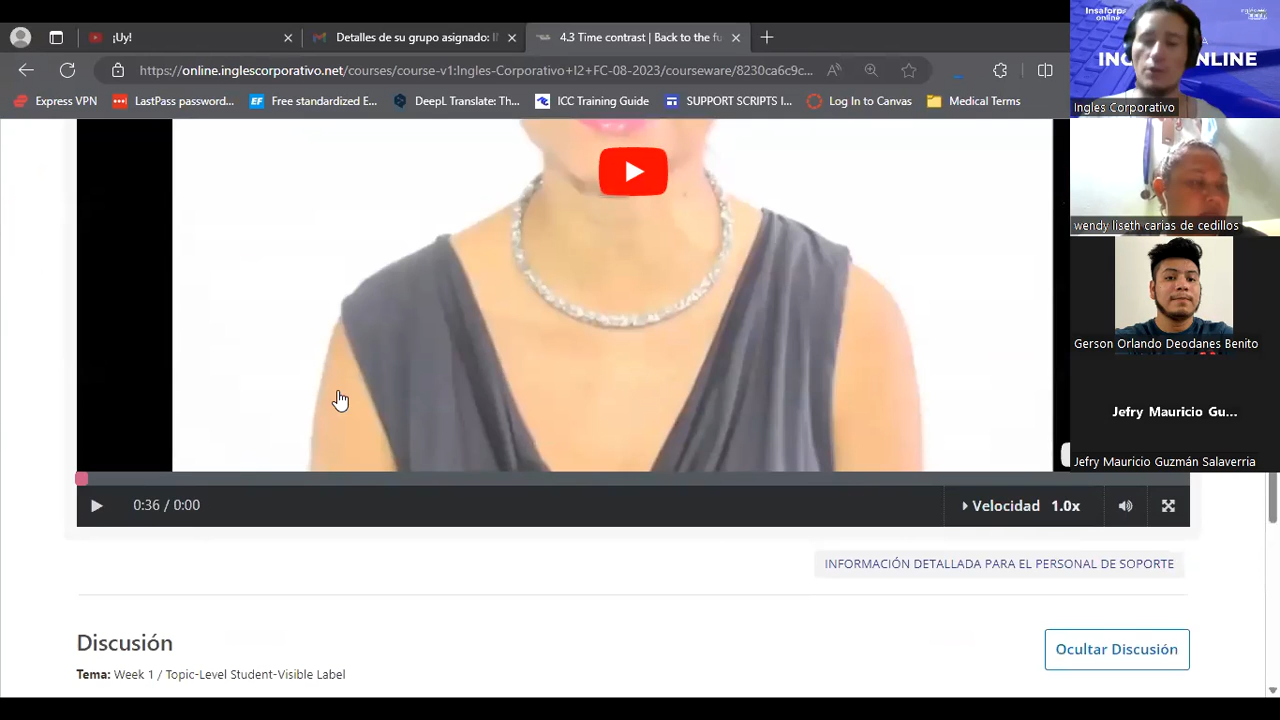 ¡Uy!
Detalles de su grupo asignado: I
4.3 Time contrast | Back to the fu
https://online.inglescorporativo.net/courses/course-v1:Ingles-Corporativo+I2+FC-08-2023/courseware/8230ca6c9c...
Express VPN
LastPass password...
EF Free standardized E...
DeepL Translate: Th...
ICC Training Guide
SUPPORT SCRIPTS I...
Log In to Canvas
Medical Terms
Insaforp
online
Ingles Corporativo
wendy liseth carias de cedillos
Gerson Orlando Deodanes Benito
Jefry Mauricio Gu...
Jefry Mauricio Guzmán Salaverria
0:36 / 0:00
Velocidad 1.0x
INFORMACIÓN DETALLADA PARA EL PERSONAL DE SOPORTE
Discusión
Ocultar Discusión
Tema: Week 1 / Topic-Level Student-Visible Label